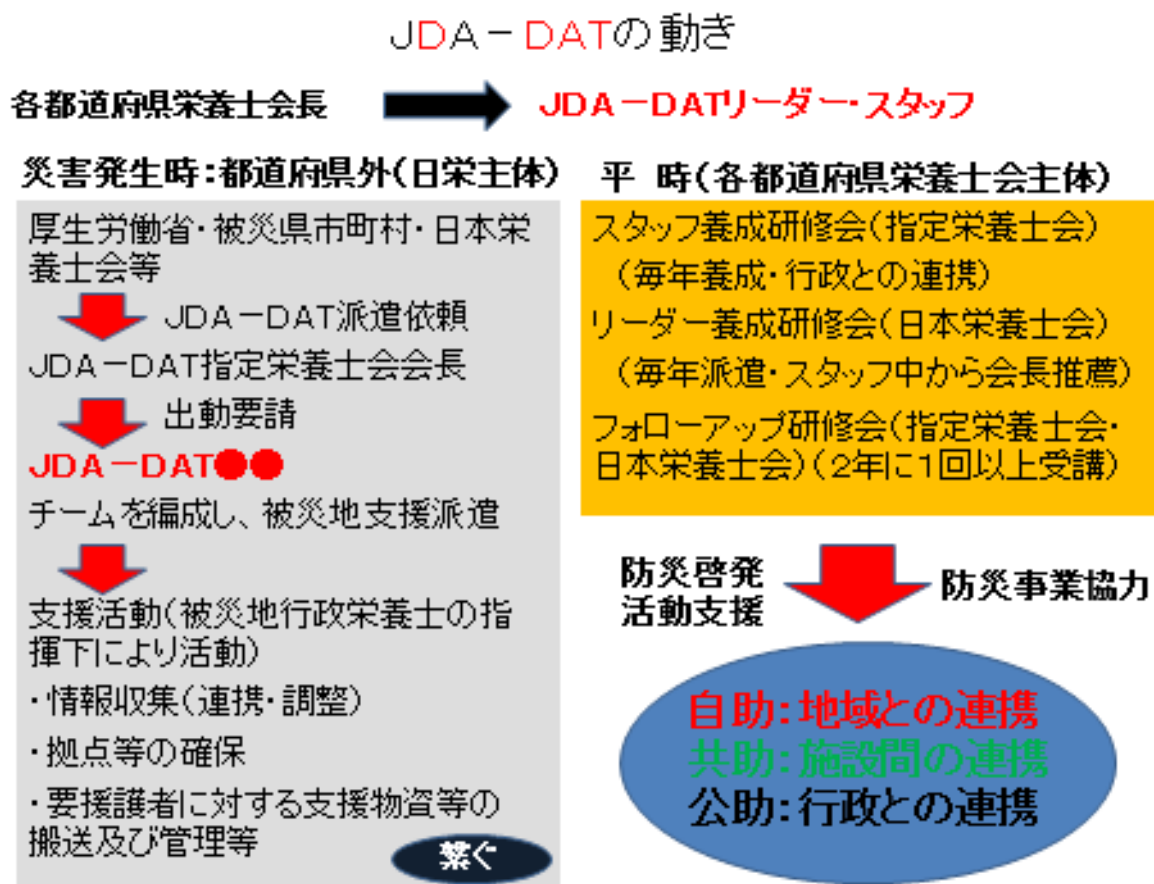 JDA-DATの動き
各都道府県栄養士会長
JDA-DATリーダー・スタッフ
災害発生時:都道府県外(日栄主体)
厚生労働省・被災県市町村・日本栄
養士会等
JDA-DAT派遣依頼
JDA-DAT指定栄養士会会長
出動要請
JDA-DAT●●
チームを編成し、被災地支援派遣
支援活動(被災地行政栄養士の指
揮下により活動)
・情報収集(連携・調整)
・拠点等の確保
・要援護者に対する支援物資等の
搬送及び管理等
繋ぐ
平 時(各都道府県栄養士会主体)
スタッフ養成研修会(指定栄養士会)
(毎年養成・行政との連携)
リーダー養成研修会(日本栄養士会)
(毎年派遣・スタッフ中から会長推薦)
フォローアップ研修会(指定栄養士会・
日本栄養士会)(2年に1回以上受講)
防災啓発
活動支援
防災事業協力
自助:地域との連携
共助:施設間の連携
公助:行政との連携